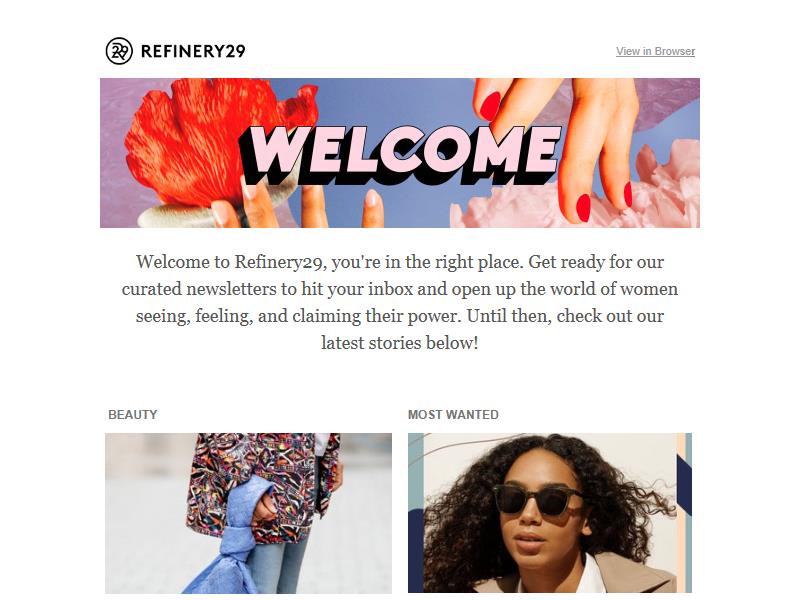 REFINERY29
View in Browser
WELCOME
Welcome to Refinery29, you're in the right place. Get ready for our
curated newsletters to hit your inbox and open up the world of women
seeing, feeling, and claiming their power. Until then, check out our
latest stories below!
BEAUTY
MOST WANTED